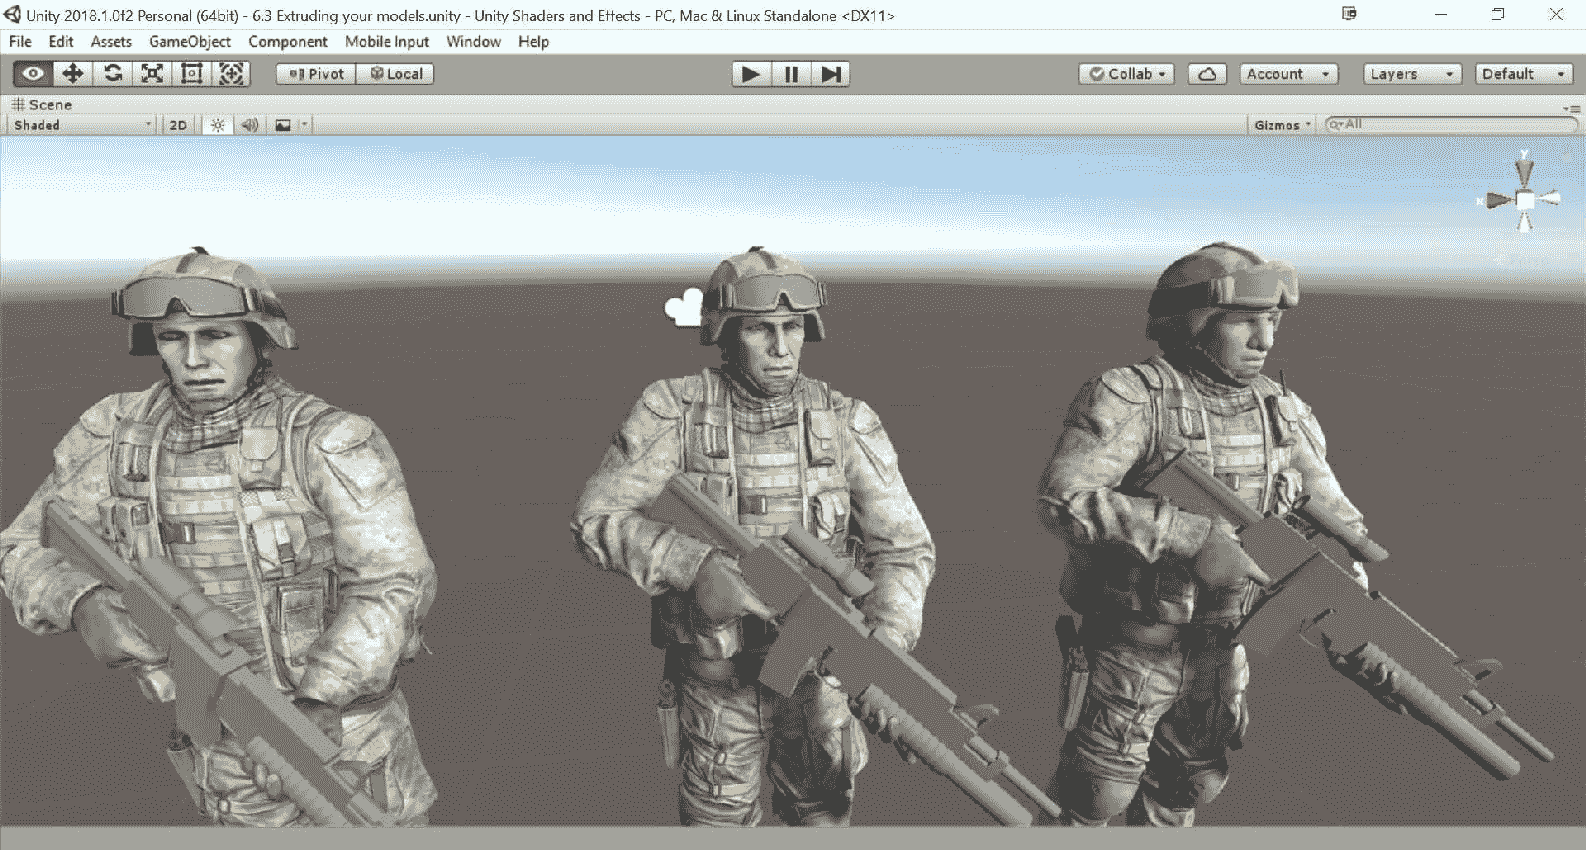 Unity 2018.1.0f2 Personal (64bit) - 6.3 Extruding your models.unity - Unity Shaders and Effects - PC, Mac & Linux Standalone <DX11>
File Edit Assets GameObject Component Mobile Input Window Help
Pivot Local Collab Account Layers Default
Scene
Shaded 2D Gizmos All
Y
X